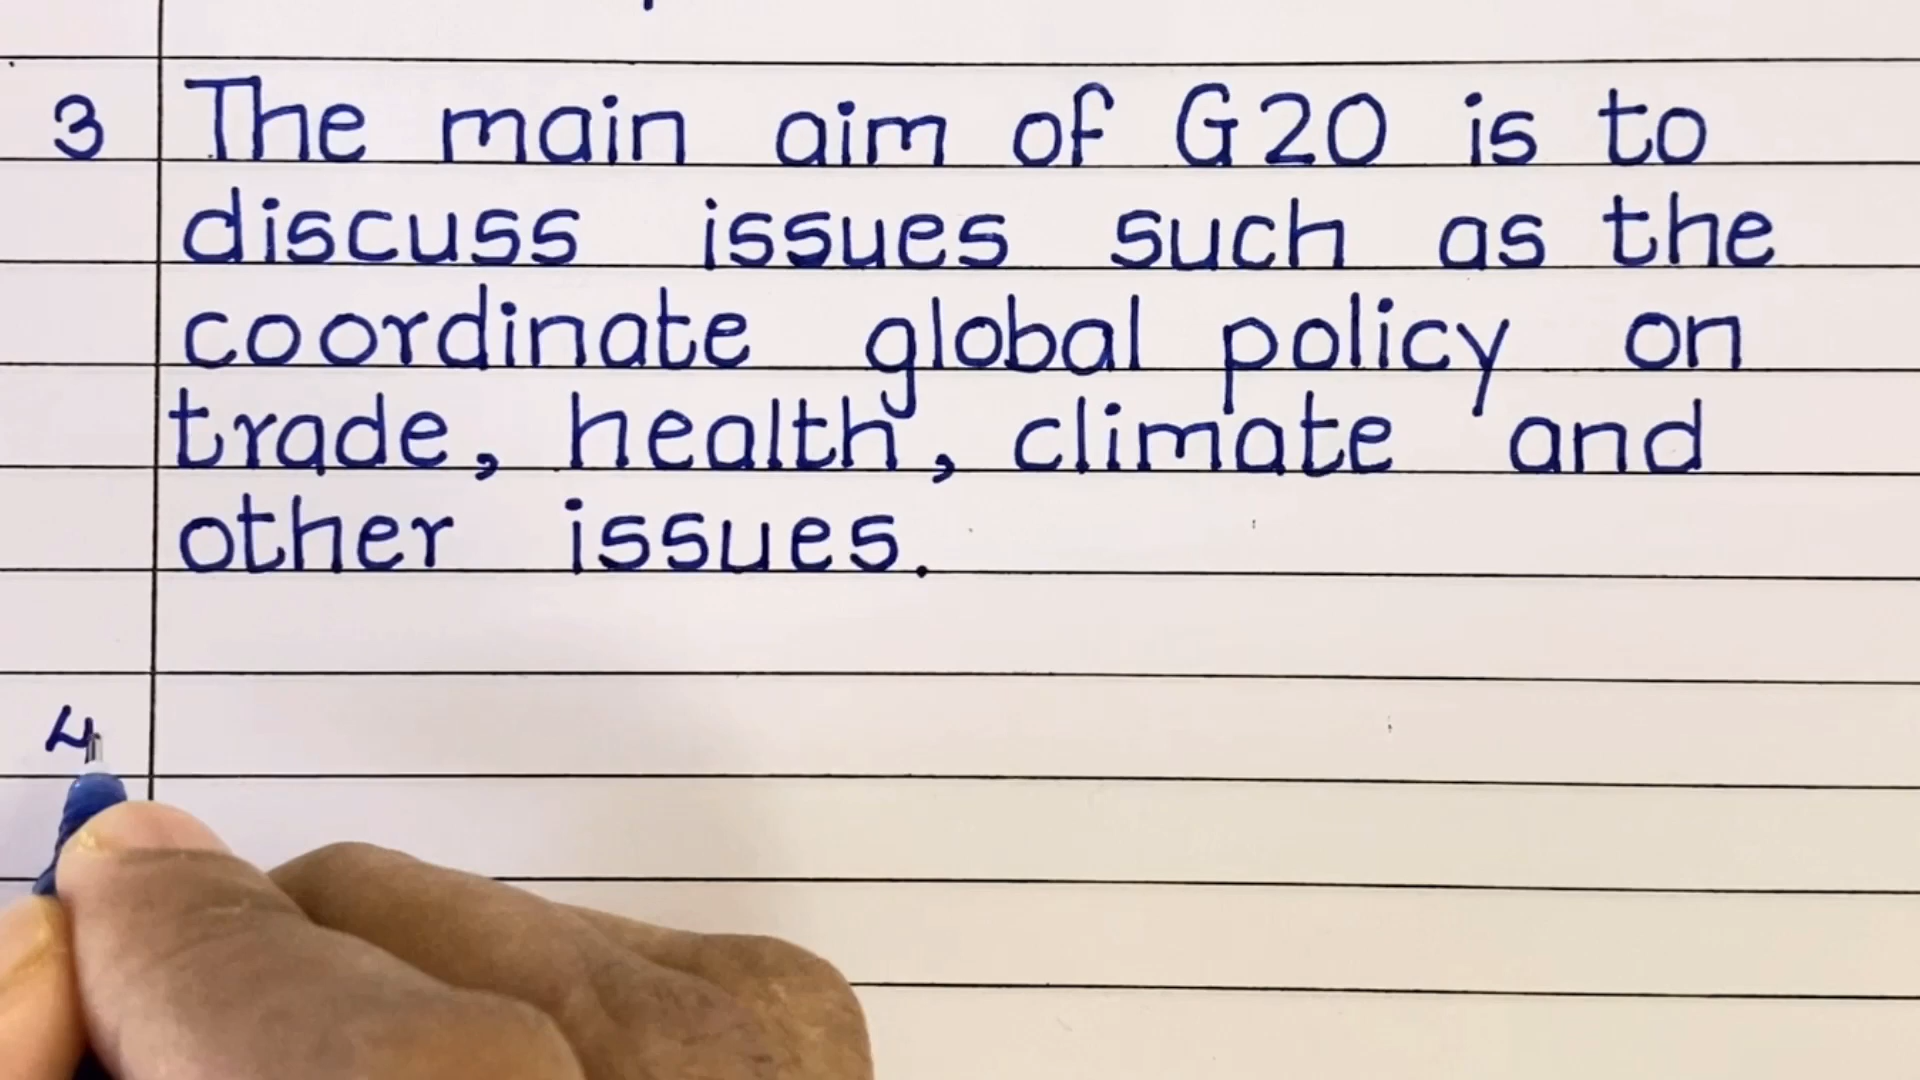 3 The main aim of G20 is to
discuss issues such as the
coordinate global policy on
trade, health, climate and
other issues.
4